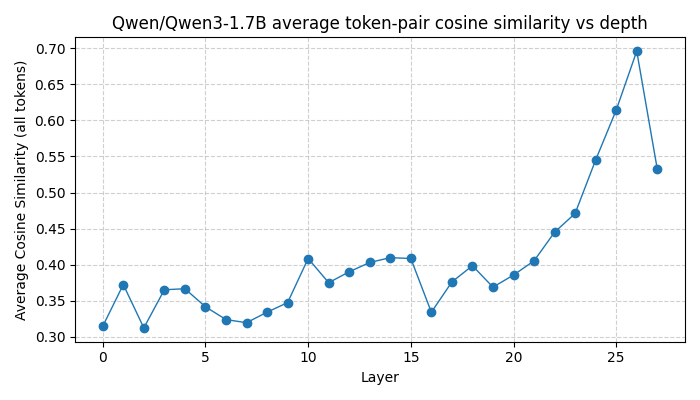 Qwen/Qwen3-1.7B average token-pair cosine similarity vs depth
Average Cosine Similarity (all tokens)
0.70
0.65
0.60
0.55
0.50
0.45
0.40
0.35
0.30
0 5 10 15 20 25
Layer